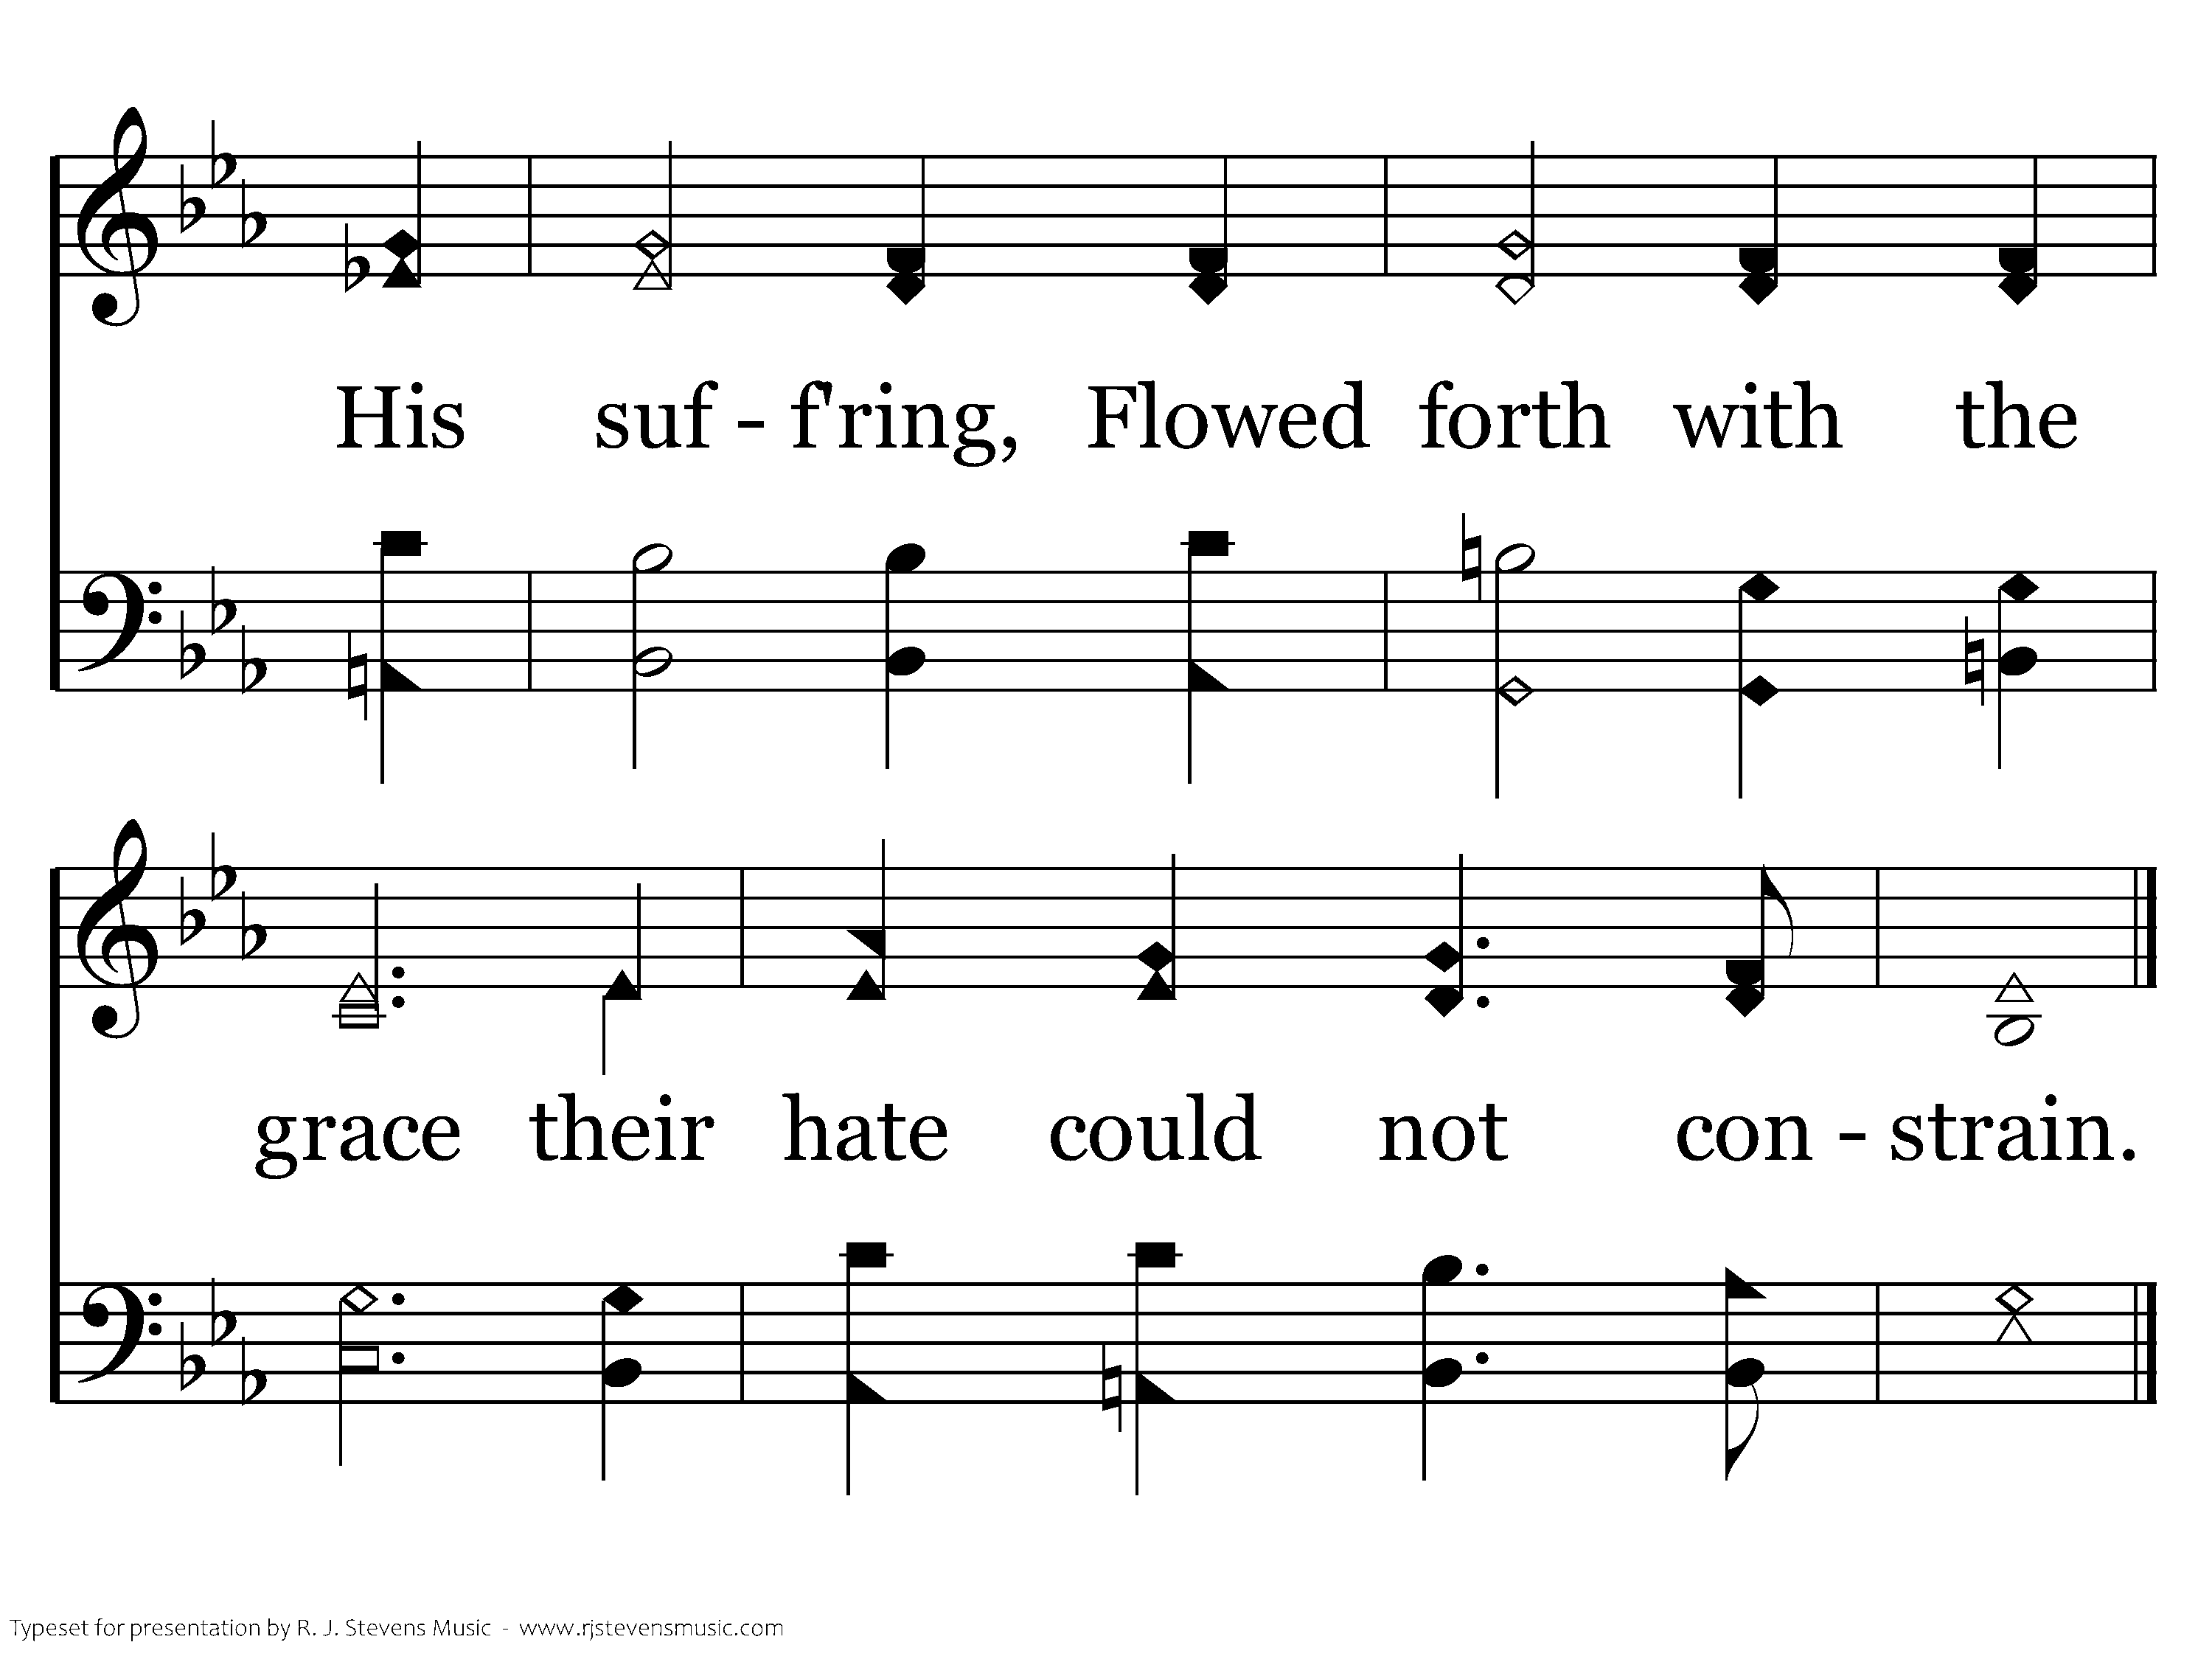 His suf - f'ring, Flowed forth with the
grace their hate could not con - strain.
Typeset for presentation by R. J. Stevens Music - www.rjstevensmusic.com